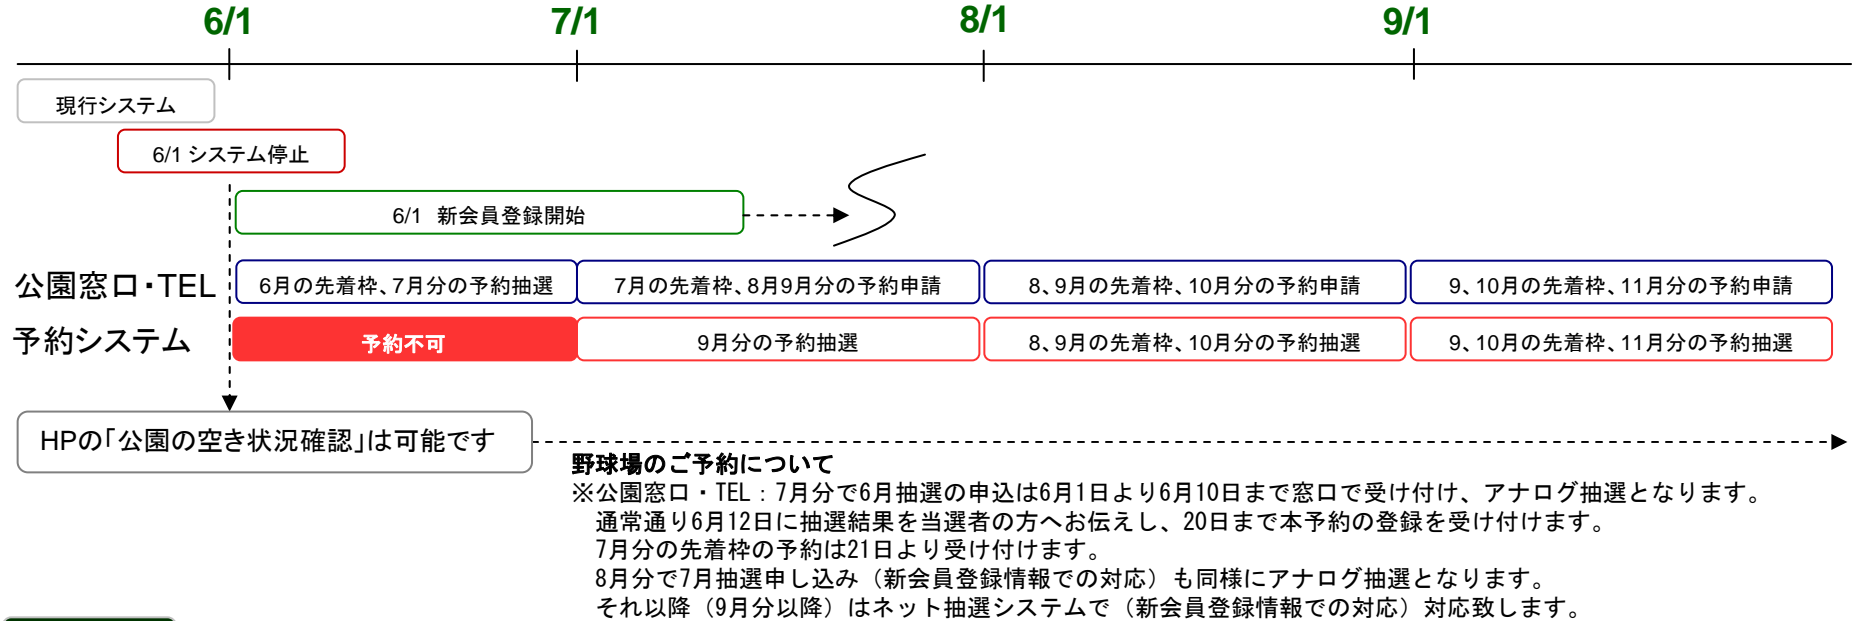 6/1 7/1 8/1 9/1
現行システム
6/1 システム停止
6/1 新会員登録開始
公園窓口・TEL 6月の先着枠、7月分の予約抽選 7月の先着枠、8月9月分の予約申請 8、9月の先着枠、10月分の予約申請 9、10月の先着枠、11月分の予約申請
予約システム 予約不可 9月分の予約抽選 8、9月の先着枠、10月分の予約抽選 9、10月の先着枠、11月分の予約抽選
HPの「公園の空き状況確認」は可能です
野球場のご予約について
※公園窓口・TEL：7月分で6月抽選の申込は6月1日より6月10日まで窓口で受け付け、アナログ抽選となります。
通常通り6月12日に抽選結果を当選者の方へお伝えし、20日まで本予約の登録を受け付けます。
7月分の先着枠の予約は21日より受け付けます。
8月分で7月抽選申し込み（新会員登録情報での対応）も同様にアナログ抽選となります。
それ以降（9月分以降）はネット抽選システムで（新会員登録情報での対応）対応致します。